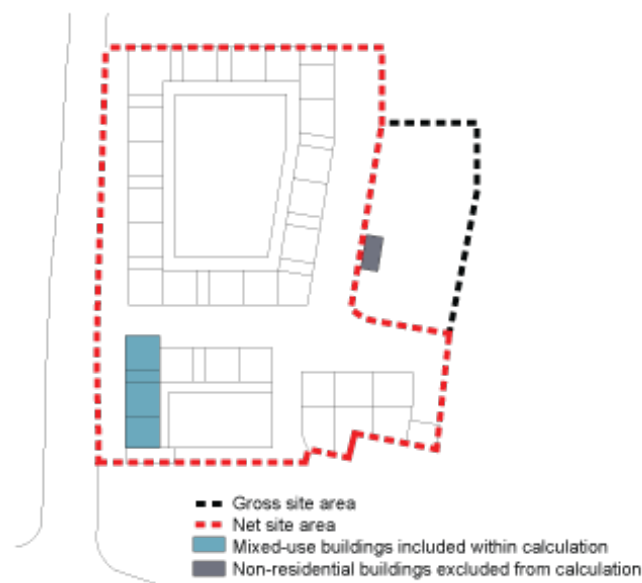 Gross site area
Net site area
Mixed-use buildings included within calculation
Non-residential buildings excluded from calculation